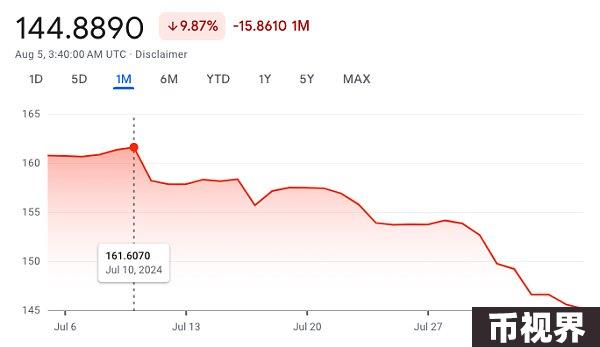 144.8890 ↓9.87% -15.8610 1M
Aug 5, 3:40:00 AM UTC · Disclaimer
1D 5D 1M 6M YTD 1Y 5Y MAX
165
160
155
150
145
161.6070
Jul 10, 2024
Jul 6 Jul 13 Jul 20 Jul 27
币视界